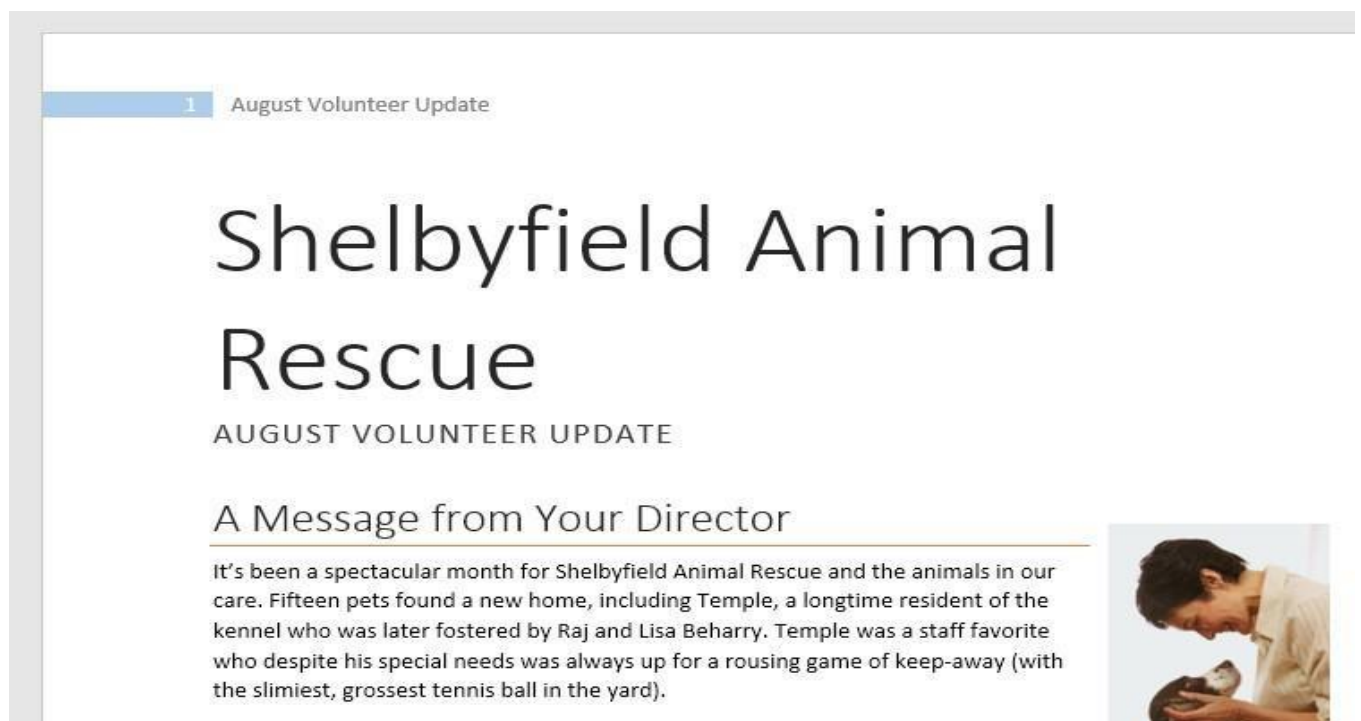 1 August Volunteer Update
Shelbyfield Animal
Rescue
AUGUST VOLUNTEER UPDATE
A Message from Your Director
It’s been a spectacular month for Shelbyfield Animal Rescue and the animals in our
care. Fifteen pets found a new home, including Temple, a longtime resident of the
kennel who was later fostered by Raj and Lisa Beharry. Temple was a staff favorite
who despite his special needs was always up for a rousing game of keep-away (with
the slimiest, grossest tennis ball in the yard).